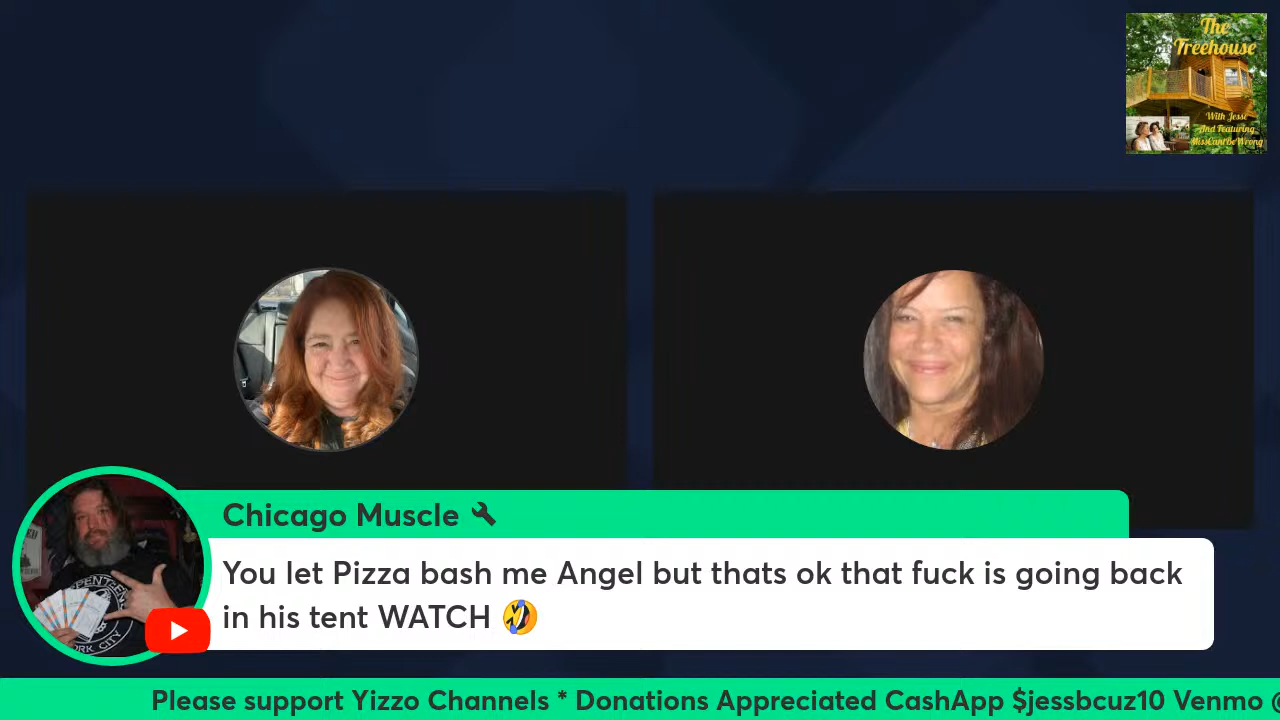 The
Treehouse
With Jesse
And Featuring
MissCantBeWrong
Chicago Muscle
You let Pizza bash me Angel but thats ok that fuck is going back
in his tent WATCH 🤣
Please support Yizzo Channels * Donations Appreciated CashApp $jessbcuz10 Venmo @